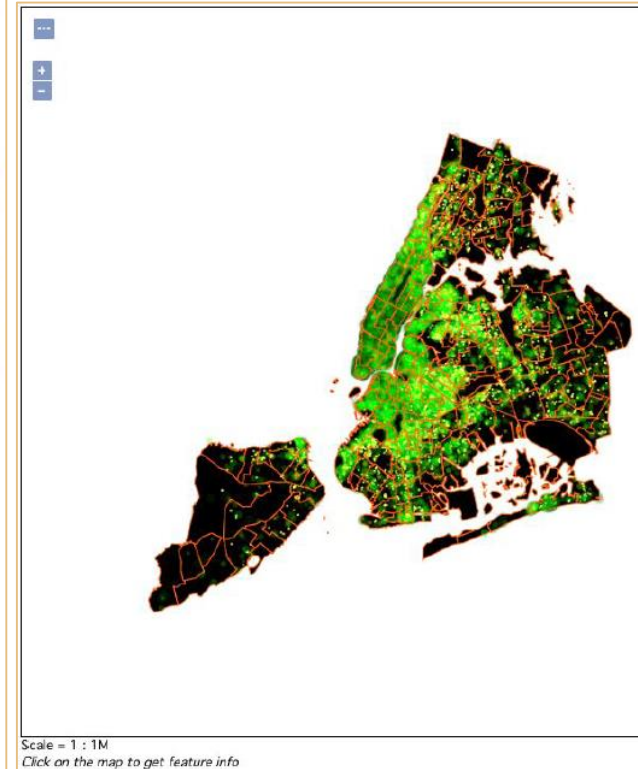 ...
+
−
Scale = 1 : 1M
Click on the map to get feature info